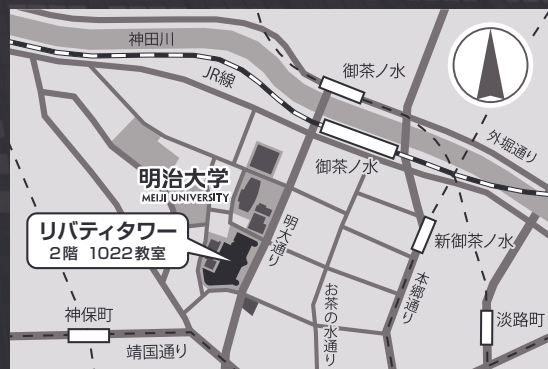 神田川
JR線
御茶ノ水
外堀通り
御茶ノ水
明治大学
MEIJI UNIVERSITY
リバティタワー
2階 1022教室
明大通り
新御茶ノ水
お茶の水通り
本郷通り
神保町
淡路町
靖国通り